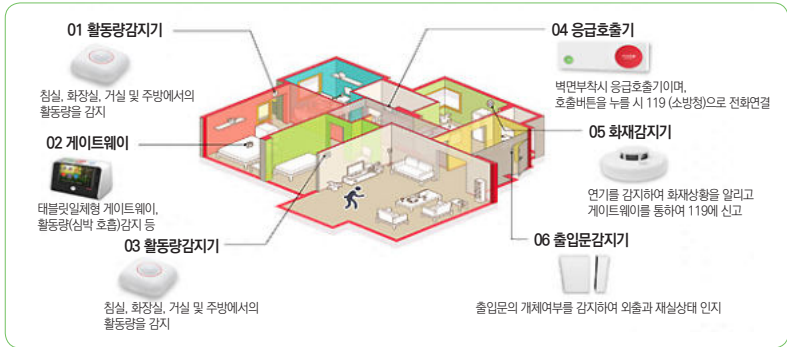 01 활동량감지기
침실, 화장실, 거실 및 주방에서의
활동량을 감지
02 게이트웨이
태블릿일체형 게이트웨이,
활동량(심박 호흡)감지 등
03 활동량감지기
침실, 화장실, 거실 및 주방에서의
활동량을 감지
04 응급호출기
벽면부착시 응급호출기이며,
호출버튼을 누를 시 119 (소방청)으로 전화연결
05 화재감지기
연기를 감지하여 화재상황을 알리고
게이트웨이를 통하여 119에 신고
06 출입문감지기
출입문의 개체여부를 감지하여 외출과 재실상태 인지